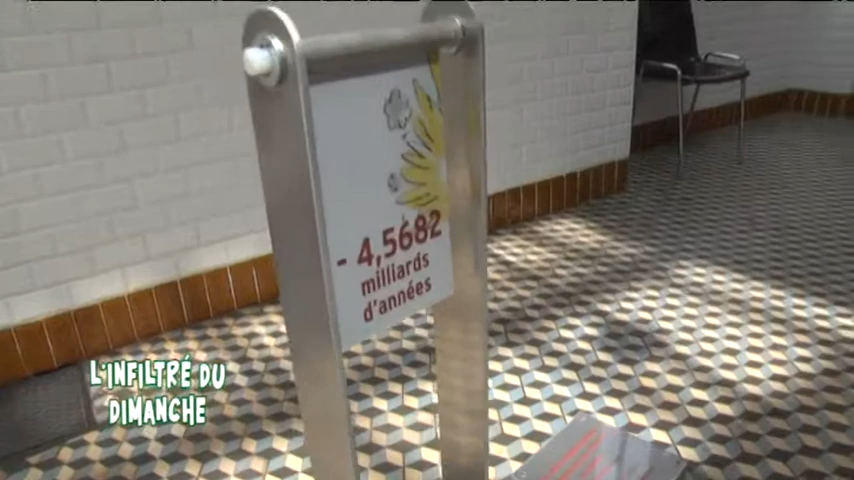 - 4,5682
milliards
d'années
L'INFILTRÉ DU
DIMANCHE